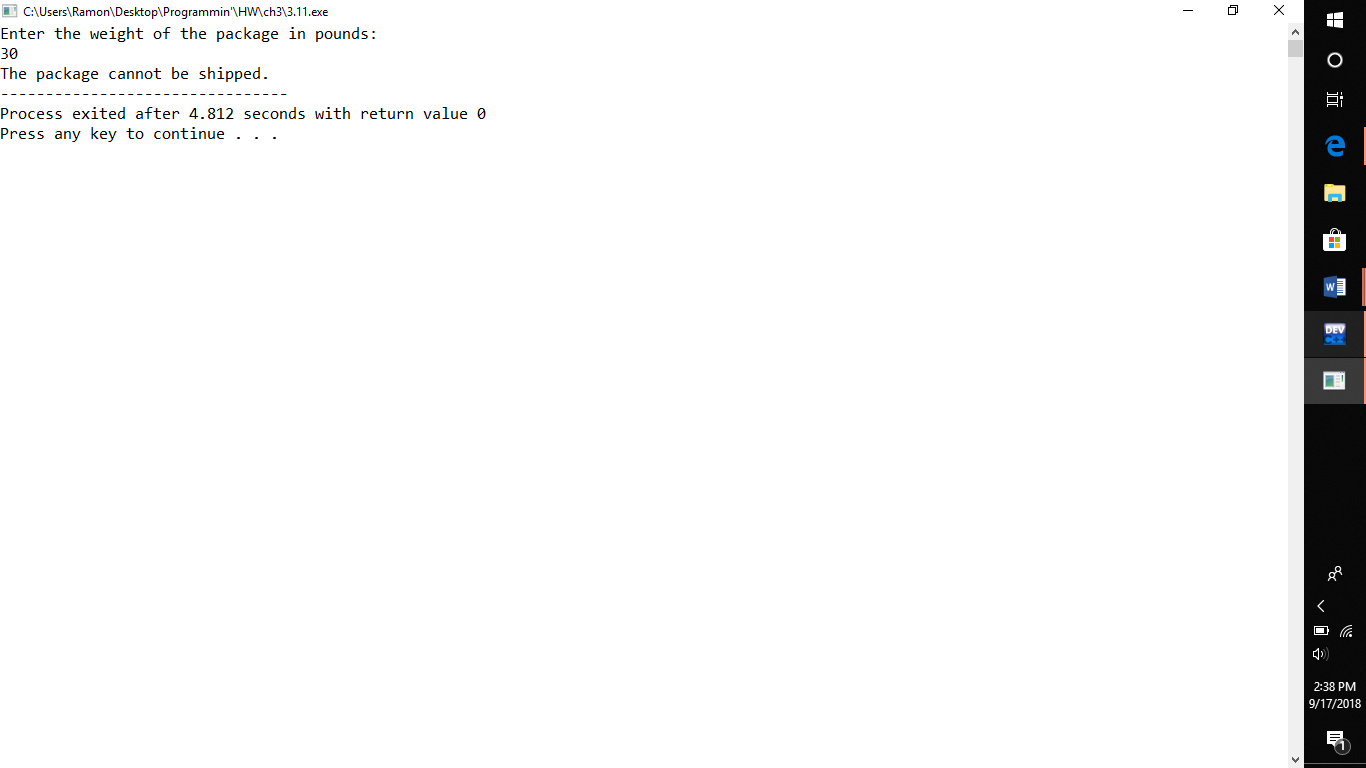 C:\Users\Ramon\Desktop\Programmin'\HW\ch3\3.11.exe
Enter the weight of the package in pounds:
30
The package cannot be shipped.
--------------------------------
Process exited after 4.812 seconds with return value 0
Press any key to continue . . .
W
DEV
2:38 PM
9/17/2018
1